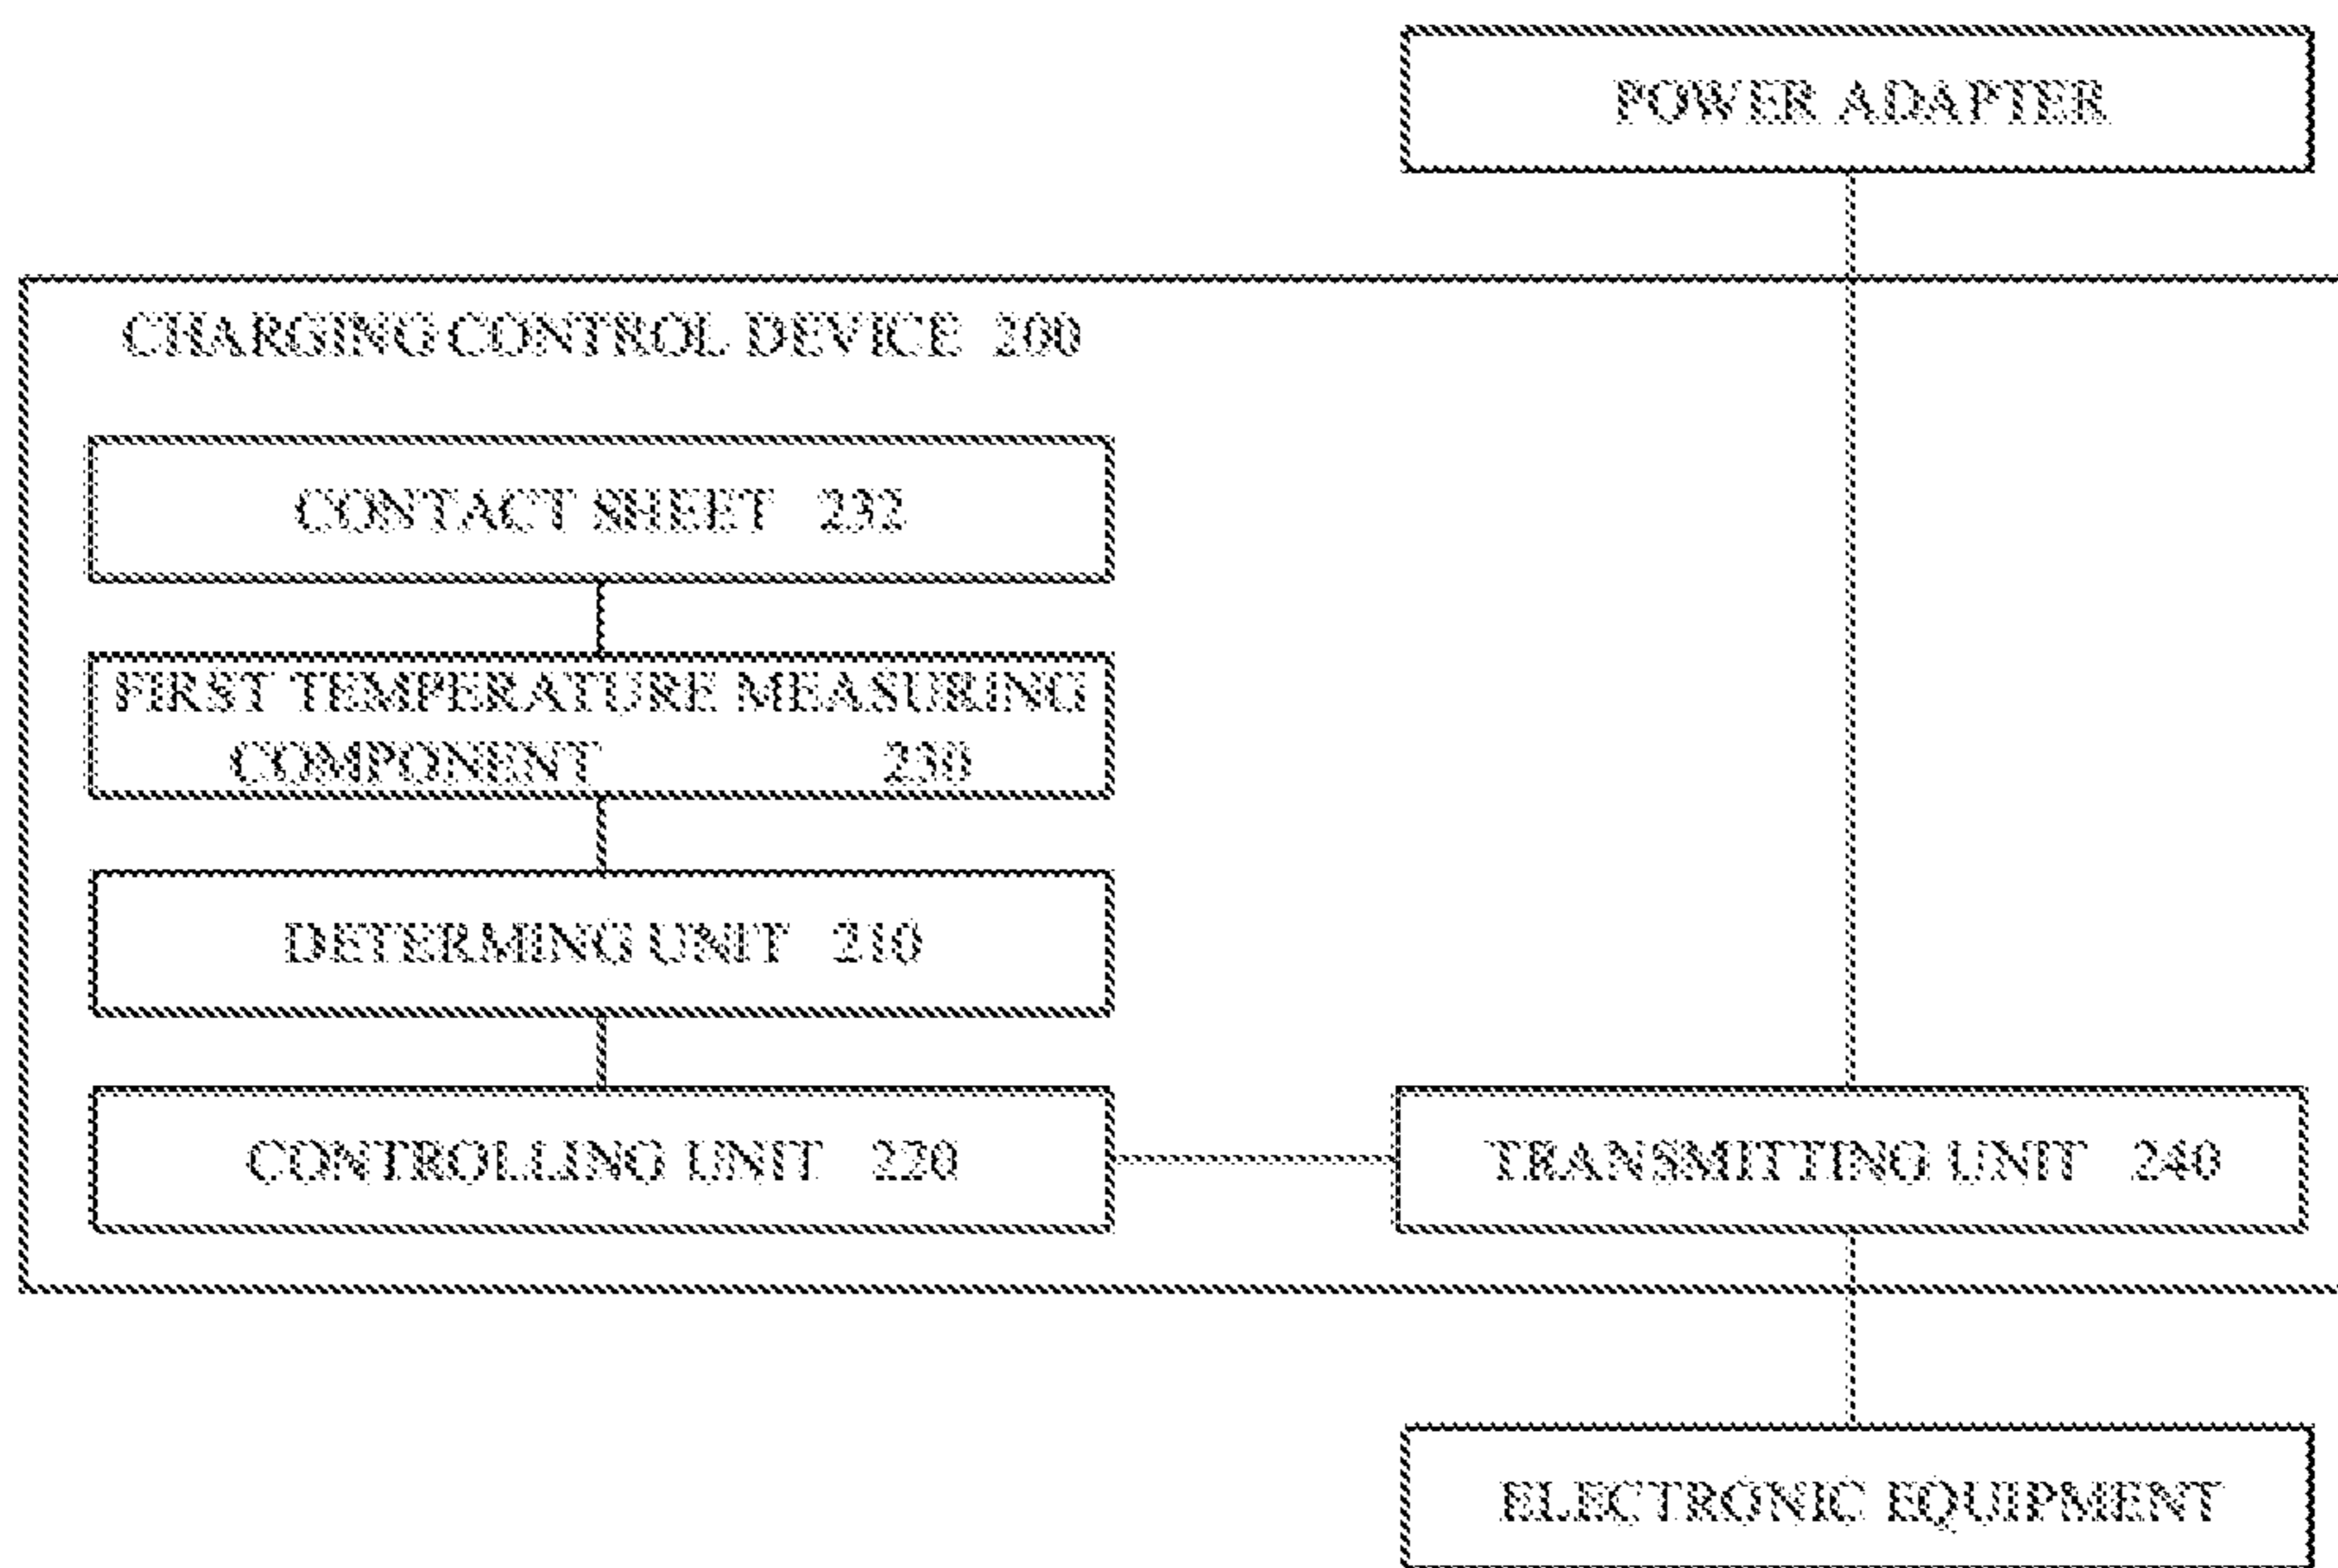 POWER ADAPTER
CHARGING CONTROL DEVICE 200
CONTACT SHEET 232
FIRST TEMPERATURE MEASURING
COMPONENT 230
DETERMING UNIT 210
CONTROLLING UNIT 220
TRANSMITTING UNIT 240
ELECTRONIC EQUIPMENT